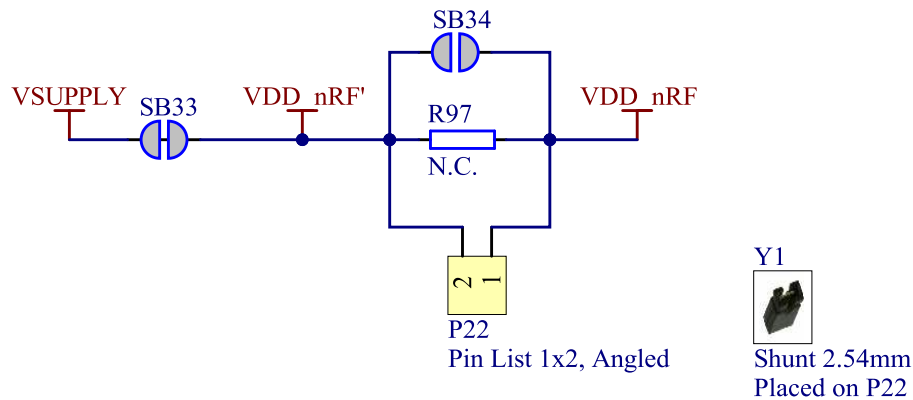 SB34
VSUPPLY
SB33
VDD_nRF'
R97
VDD_nRF
N.C.
2
1
P22
Pin List 1x2, Angled
Y1
Shunt 2.54mm
Placed on P22